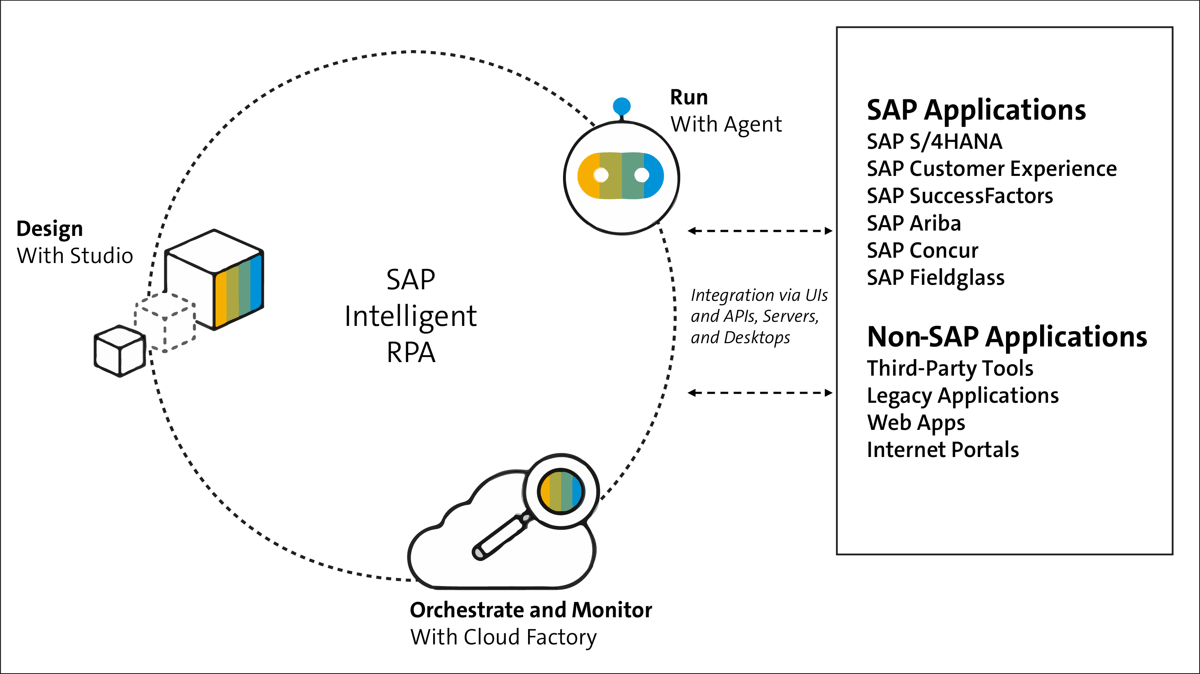 Design
With Studio
SAP
Intelligent
RPA
Run
With Agent
Integration via UIs
and APIs, Servers,
and Desktops
Orchestrate and Monitor
With Cloud Factory
SAP Applications
SAP S/4HANA
SAP Customer Experience
SAP SuccessFactors
SAP Ariba
SAP Concur
SAP Fieldglass
Non-SAP Applications
Third-Party Tools
Legacy Applications
Web Apps
Internet Portals